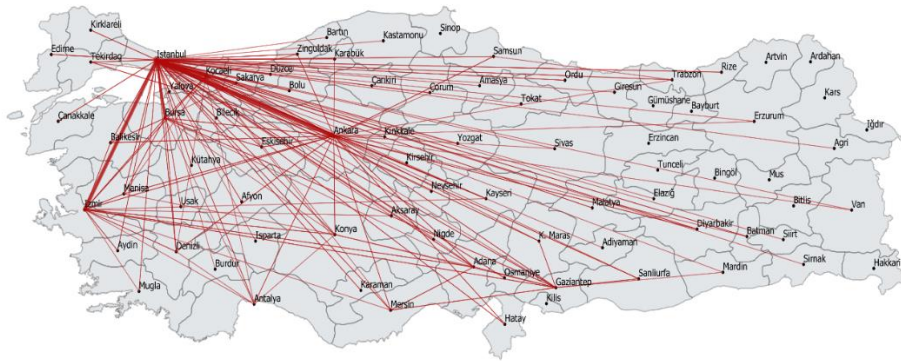 Kirklareli
Edirne
Tekirdag
Istanbul
Zinguldak
Bartin
Karabük
Kastamonu
Sinop
Samsun
Kocaeli
Sakarya
Düzce
Yalova
Bolu
Çankiri
Çorum
Amasya
Ordu
Giresun
Trabzon
Rize
Artvin
Ardahan
Tokat
Gümüshane
Bayburt
Kars
Çanakkale
Bursa
Bilecik
Balikesir
Eskisehir
Ankara
Kirikkale
Yozgat
Sivas
Erzincan
Erzurum
Iğdır
Agri
Kütahya
Kirsehir
Tunceli
Bingöl
Mus
Manisa
Usak
Afyon
Nevsehir
Kayseri
Malatya
Elazığ
Bitlis
Van
Izmir
Aksaray
Aydin
Denizli
Isparta
Konya
Nigde
K. Maras
Adiyaman
Diyarbakir
Batman
Siirt
Burdur
Adana
Osmaniye
Gaziantep
Sanliurfa
Mardin
Sirnak
Hakkari
Mugla
Antalya
Karaman
Mersin
Kilis
Hatay